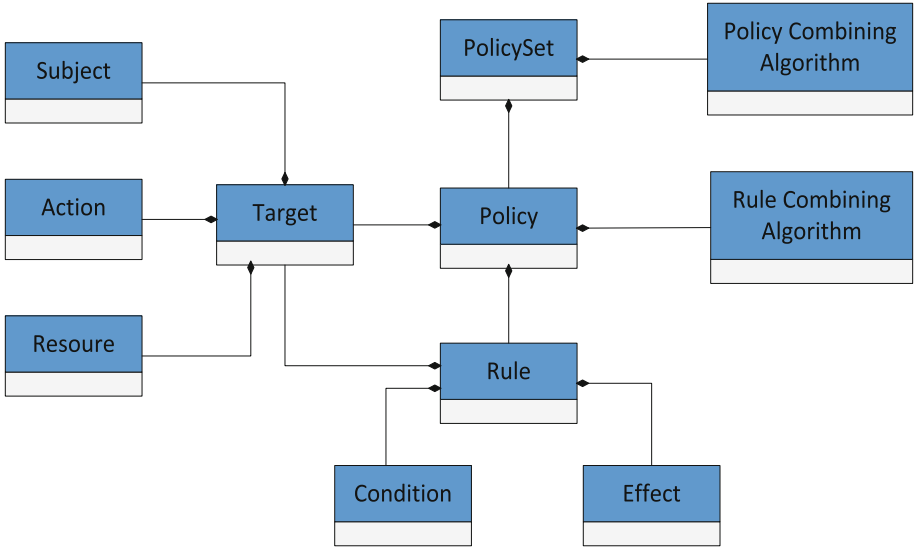 Subject
PolicySet
Policy Combining
Algorithm
Action
Target
Policy
Rule Combining
Algorithm
Resoure
Rule
Condition
Effect